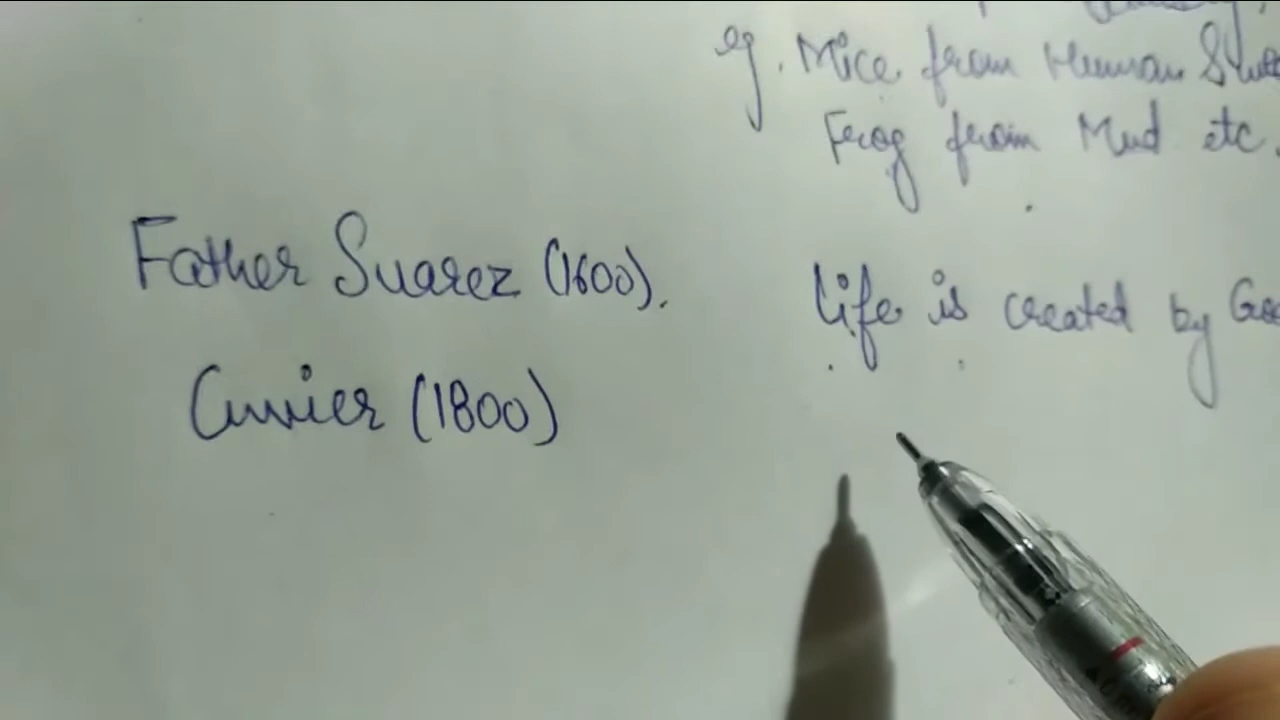 eg. Mice from Human
Frog from Mud etc.
Father Suarez (1600).
Life is created by
Cuvier (1800)